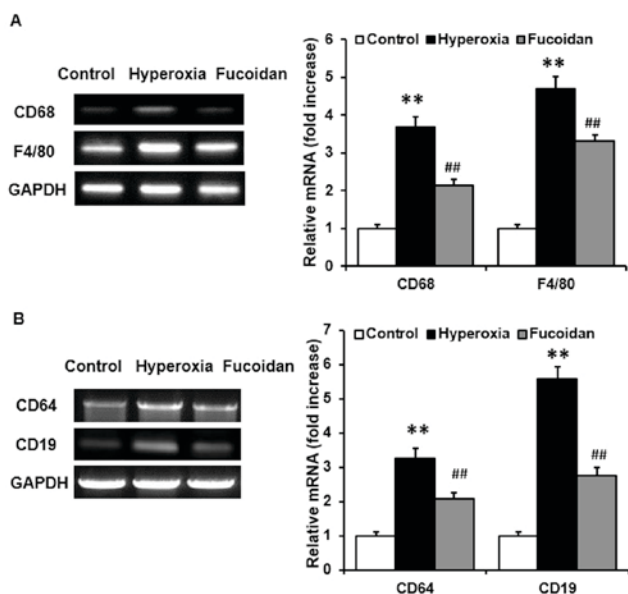 A
Control Hyperoxia Fucoidan
CD68
F4/80
GAPDH
Relative mRNA (fold increase)
6
5
4
3
2
1
0
Control Hyperoxia Fucoidan
**
##
**
##
CD68 F4/80
B
Control Hyperoxia Fucoidan
CD64
CD19
GAPDH
Relative mRNA (fold increase)
7
6
5
4
3
2
1
0
Control Hyperoxia Fucoidan
**
##
**
##
CD64 CD19